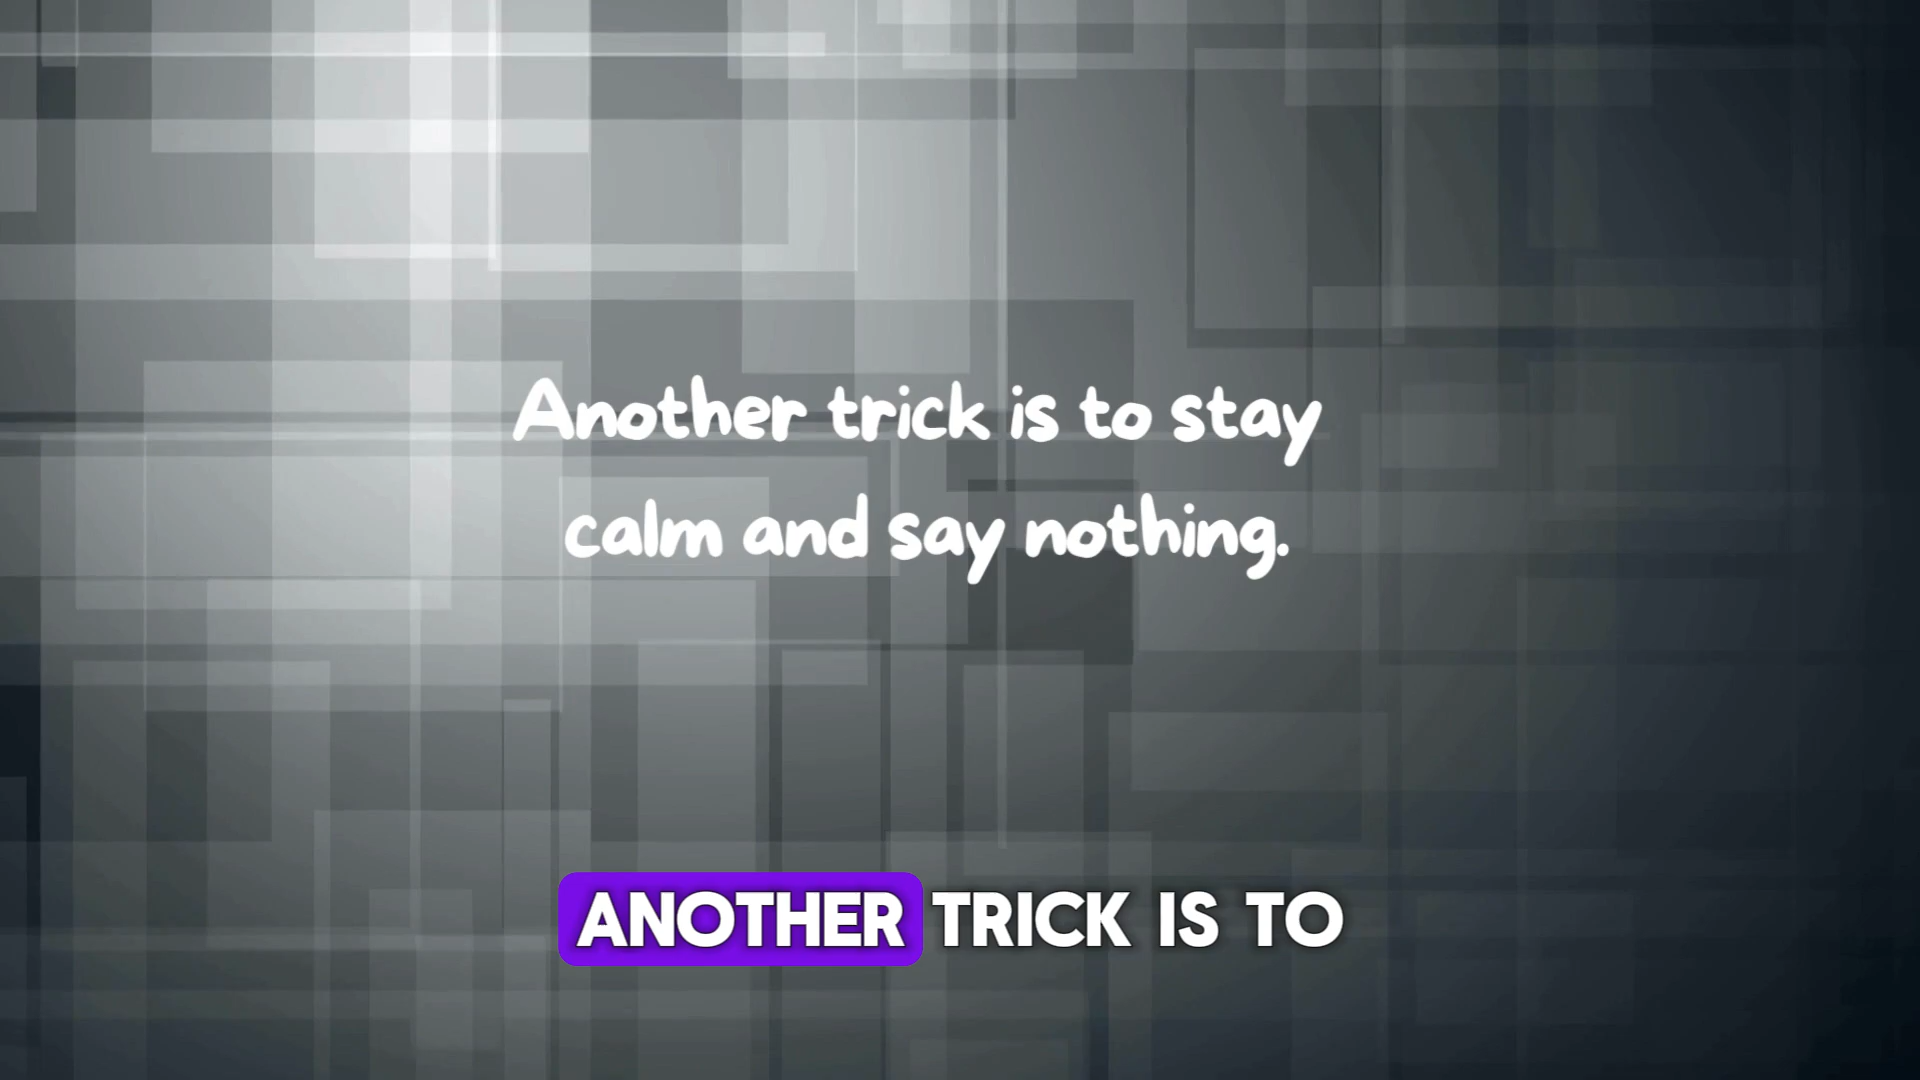 Another trick is to stay
calm and say nothing.
ANOTHER TRICK IS TO